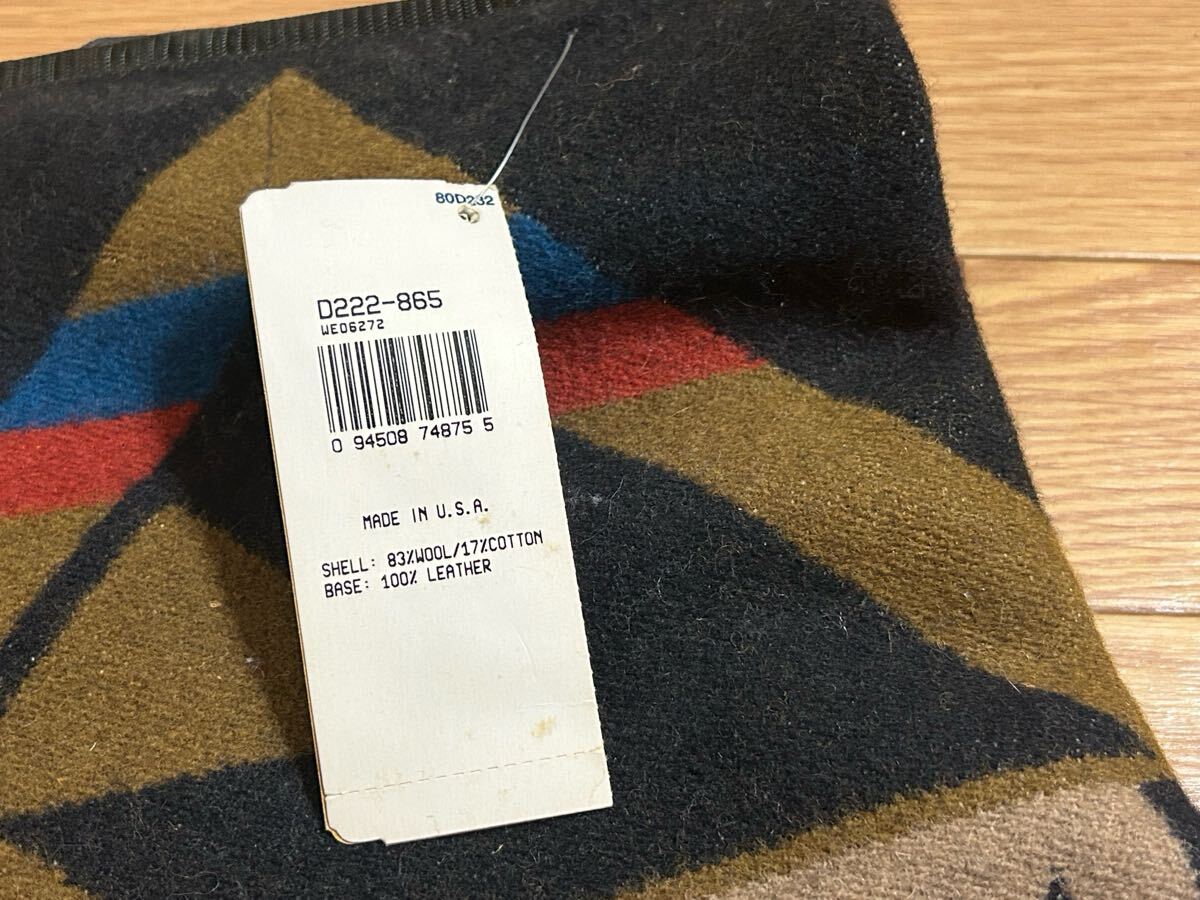 80D232
D222-865
WE06272
0 94508 74875 5
MADE IN U.S.A.
SHELL: 83%WOOL/17%COTTON
BASE: 100% LEATHER